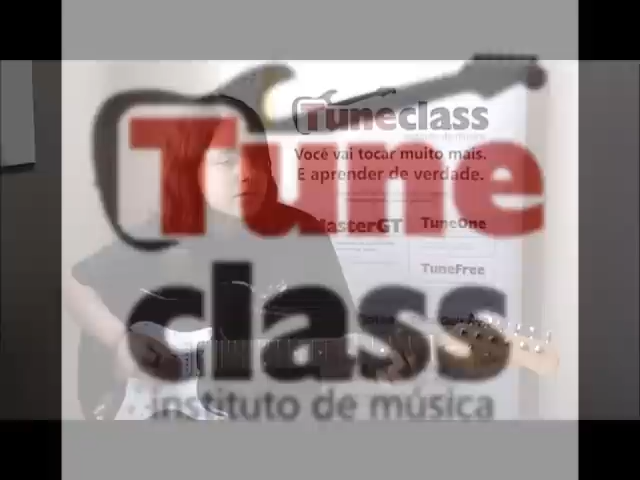 Tuneclass
Você vai tocar muito mais.
E aprender de verdade.
Tune
MasterGT
TuneOne
TuneFree
class
instituto de música